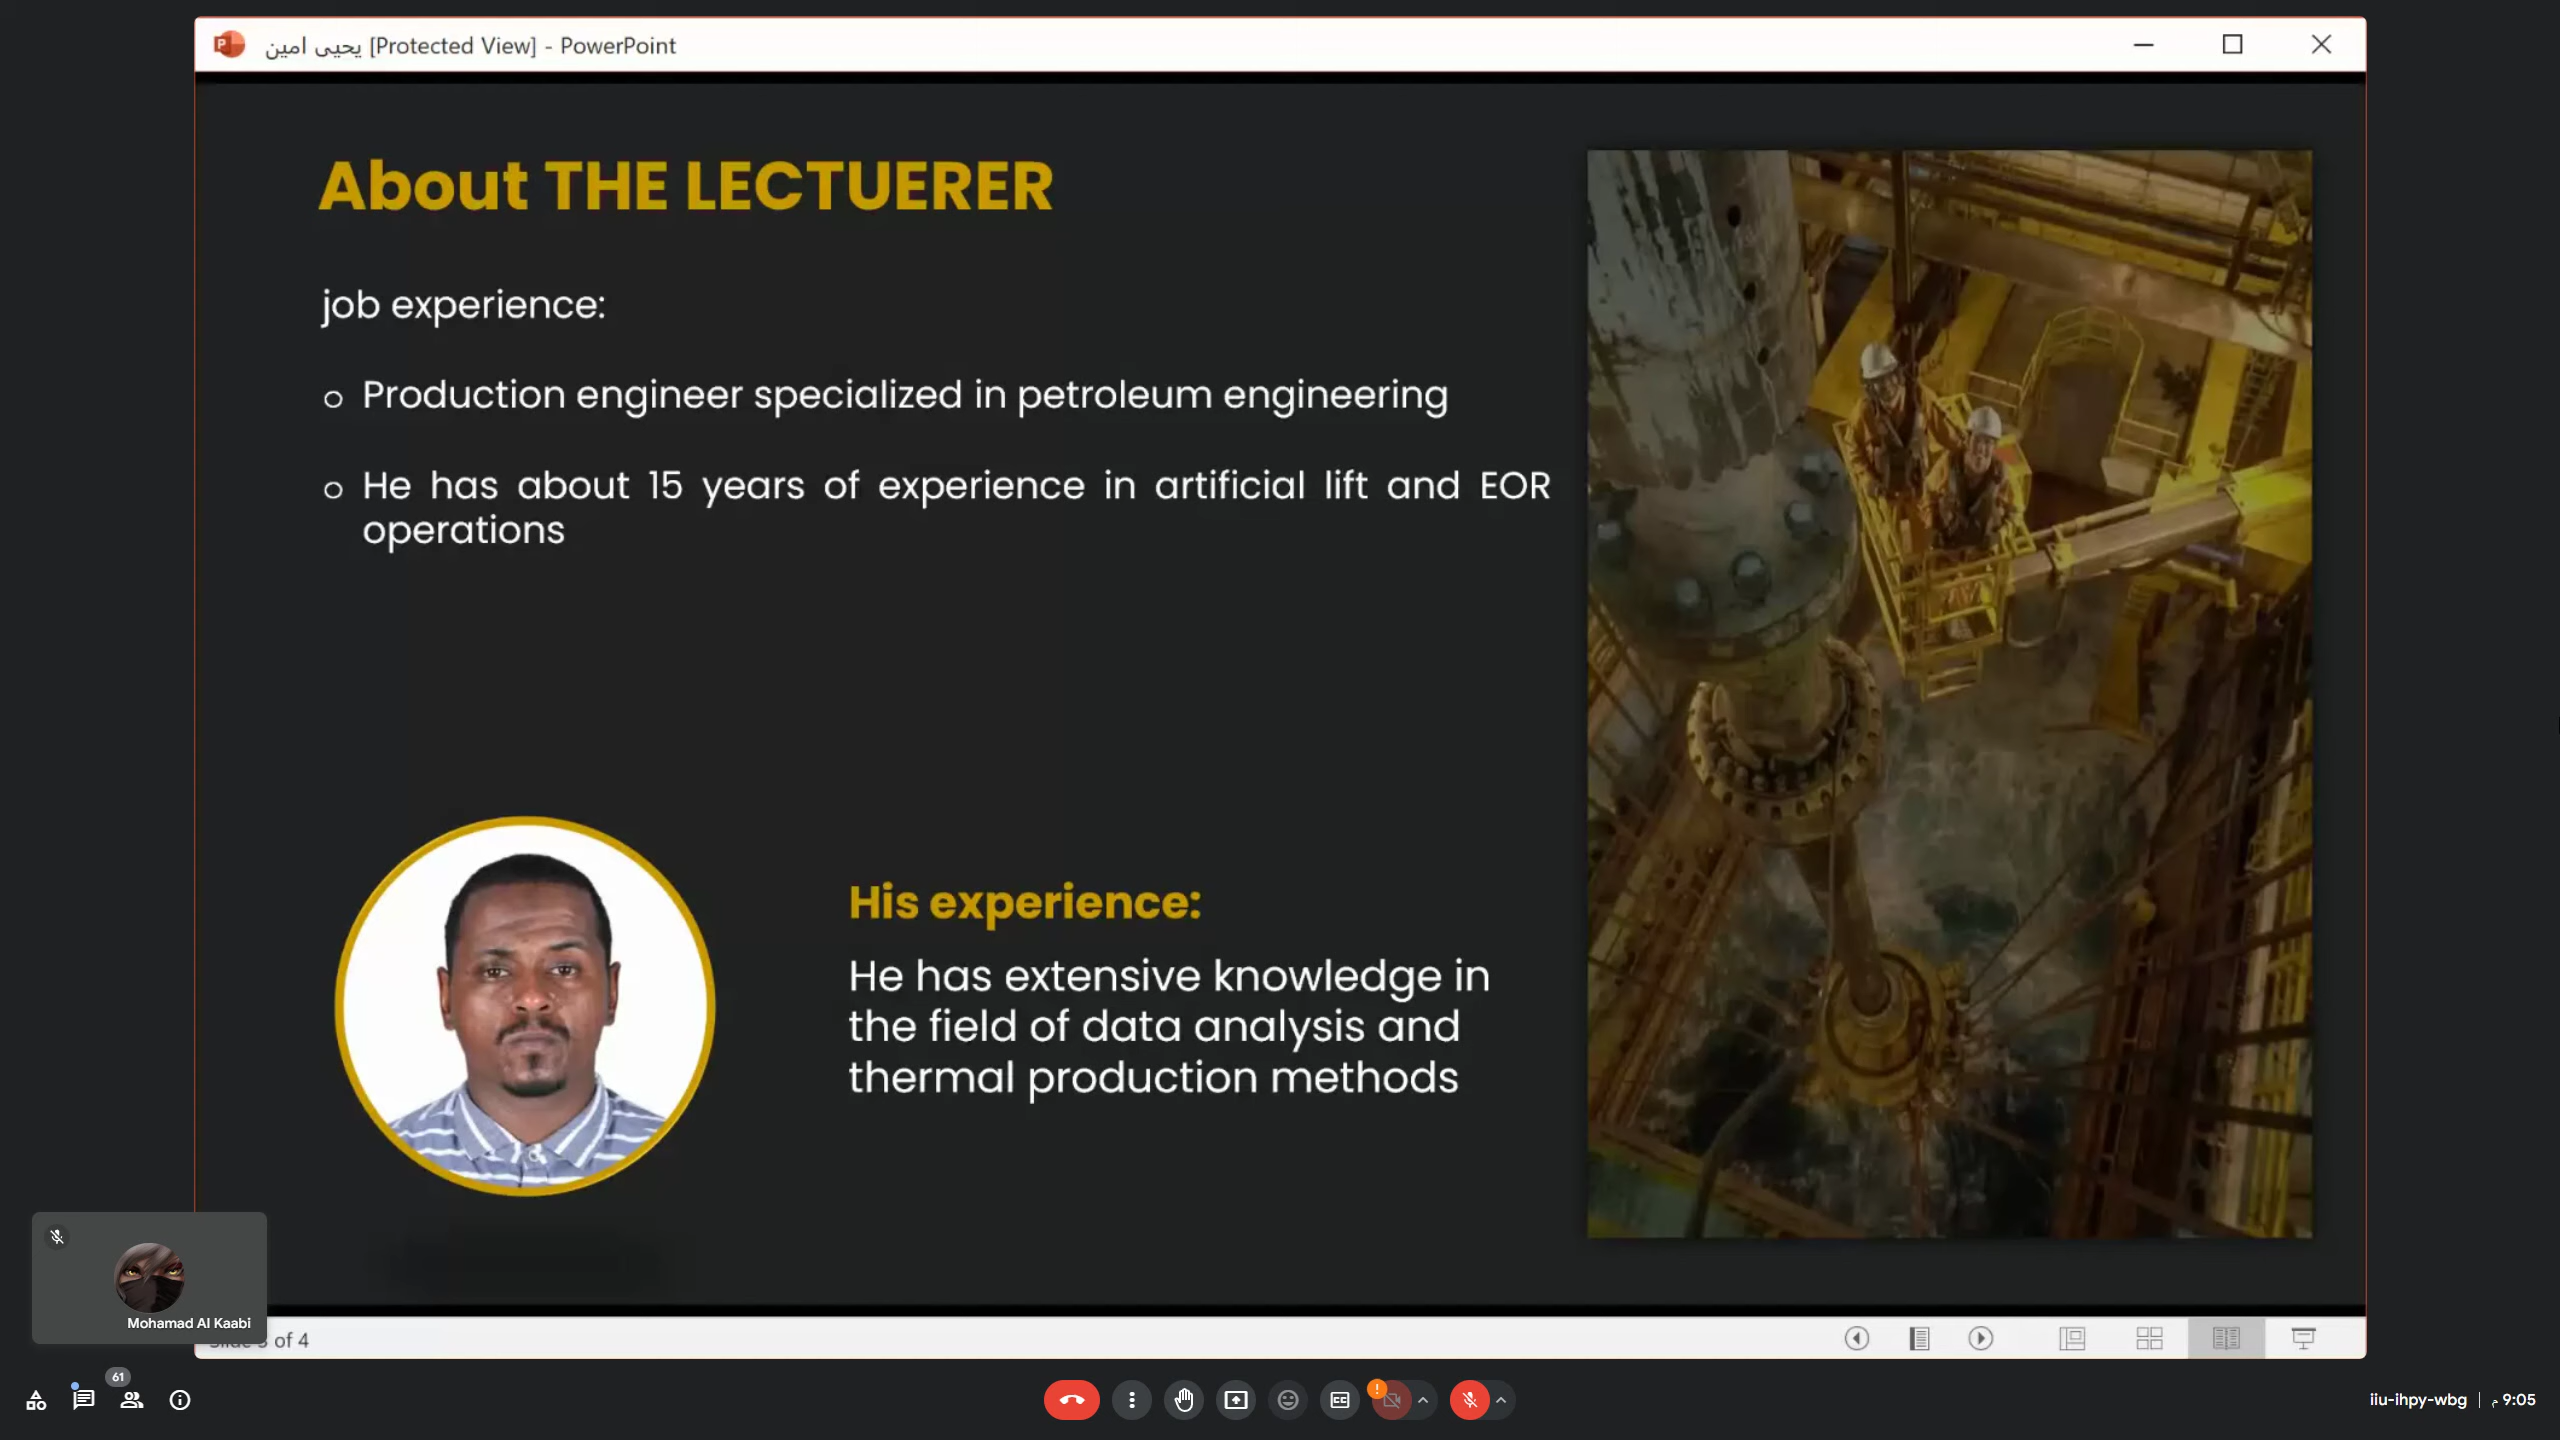 يحيى امين [Protected View] - PowerPoint
About THE LECTUERER
job experience:
o Production engineer specialized in petroleum engineering
o He has about 15 years of experience in artificial lift and EOR
operations
His experience:
He has extensive knowledge in
the field of data analysis and
thermal production methods
Mohamad Al Kaabi
of 4
61
CC
iiu-ihpy-wbg | 9:05 م